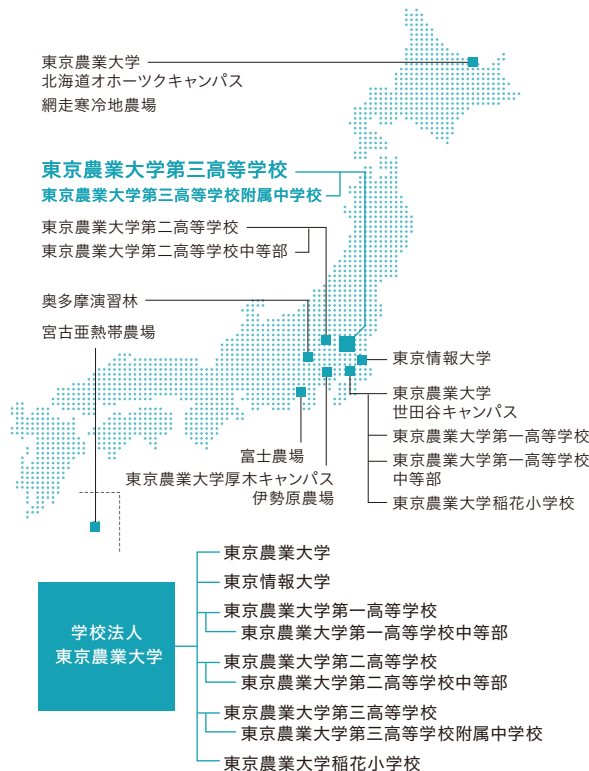 東京農業大学
北海道オホーツクキャンパス
網走寒冷地農場
東京農業大学第三高等学校
東京農業大学第三高等学校附属中学校
東京農業大学第二高等学校
東京農業大学第二高等学校中等部
奥多摩演習林
宮古亜熱帯農場
東京情報大学
東京農業大学
世田谷キャンパス
東京農業大学第一高等学校
東京農業大学第一高等学校
中等部
東京農業大学稲花小学校
富士農場
東京農業大学厚木キャンパス
伊勢原農場
学校法人
東京農業大学
東京農業大学
東京情報大学
東京農業大学第一高等学校
東京農業大学第一高等学校中等部
東京農業大学第二高等学校
東京農業大学第二高等学校中等部
東京農業大学第三高等学校
東京農業大学第三高等学校附属中学校
東京農業大学稲花小学校